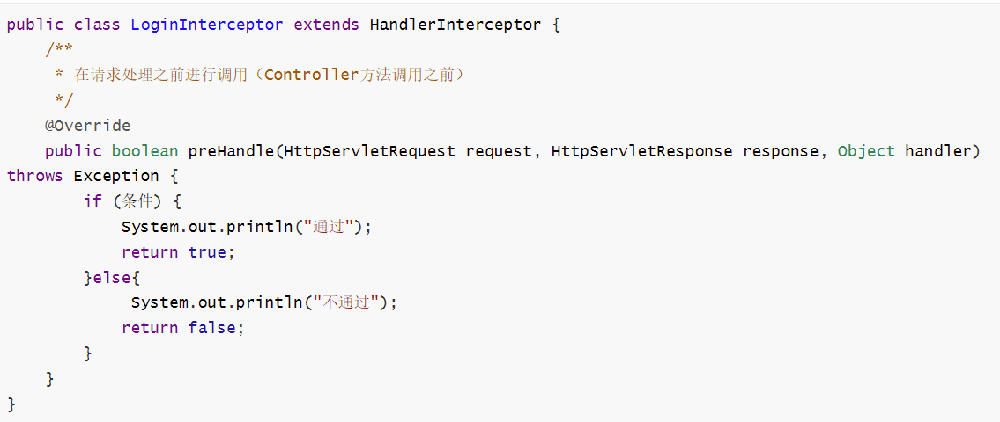 public class LoginInterceptor extends HandlerInterceptor {
    /**
     * 在请求处理之前进行调用（Controller方法调用之前）
     */
    @Override
    public boolean preHandle(HttpServletRequest request, HttpServletResponse response, Object handler)
throws Exception {
        if (条件) {
            System.out.println("通过");
            return true;
        }else{
             System.out.println("不通过");
            return false;
        }
    }
}